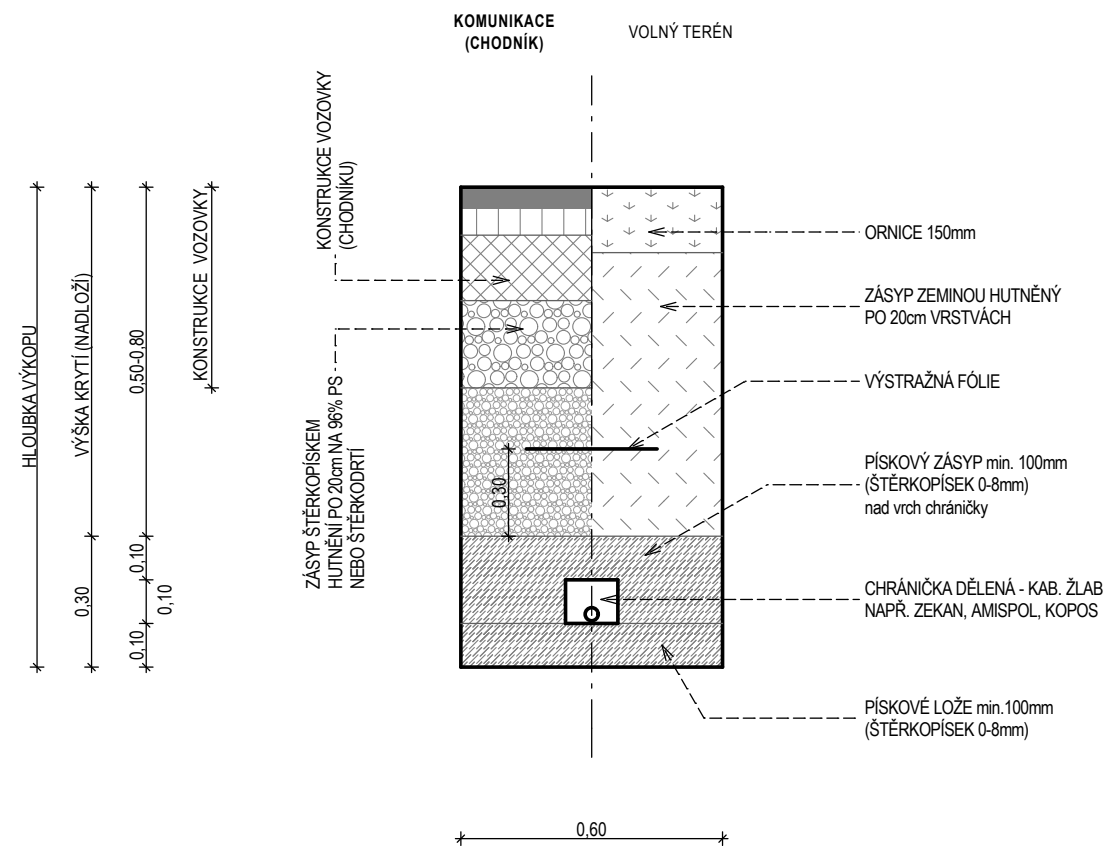 KOMUNIKACE
(CHODNÍK)
VOLNÝ TERÉN
HLOUBKA VÝKOPU
VÝŠKA KRYTÍ (NADLOŽÍ)
0,50-0,80
KONSTRUKCE VOZOVKY
KONSTRUKCE VOZOVKY
(CHODNÍKU)
ZÁSYP ŠTĚRKOPÍSKEM
HUTNĚNÍ PO 20cm NA 96% PS
NEBO ŠTĚRKODRTÍ
0,30
0,10
0,10
0,10
0,30
ORNICE 150mm
ZÁSYP ZEMINOU HUTNĚNÝ
PO 20cm VRSTVÁCH
VÝSTRAŽNÁ FÓLIE
PÍSKOVÝ ZÁSYP min. 100mm
(ŠTĚRKOPÍSEK 0-8mm)
nad vrch chráničky
CHRÁNIČKA DĚLENÁ - KAB. ŽLAB
NAPŘ. ZEKAN, AMISPOL, KOPOS
PÍSKOVÉ LOŽE min.100mm
(ŠTĚRKOPÍSEK 0-8mm)
0,60